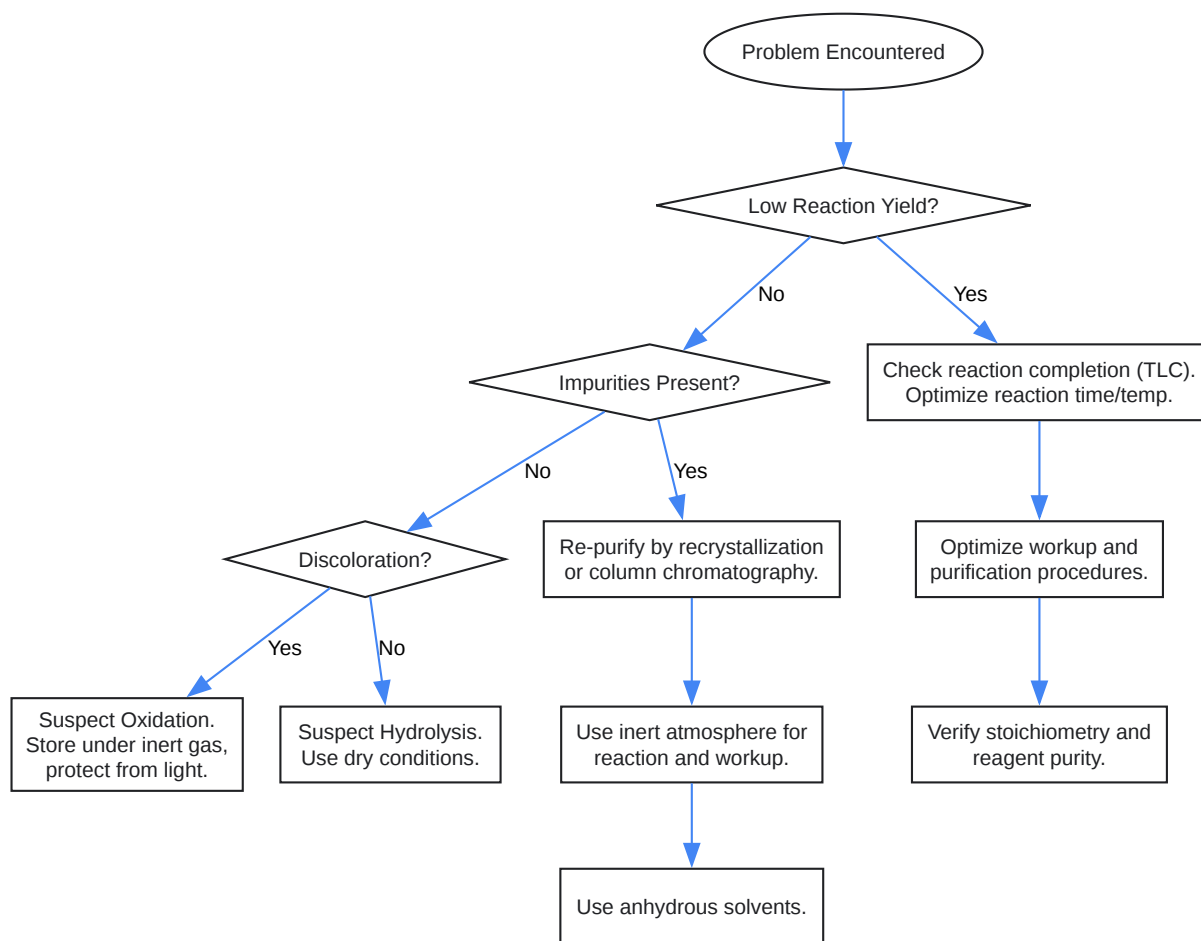 Problem Encountered
Low Reaction Yield?
No
Yes
Impurities Present?
Check reaction completion (TLC).
Optimize reaction time/temp.
No
Yes
Discoloration?
Re-purify by recrystallization
or column chromatography.
Optimize workup and
purification procedures.
Yes
No
Suspect Oxidation.
Store under inert gas,
protect from light.
Suspect Hydrolysis.
Use dry conditions.
Use inert atmosphere for
reaction and workup.
Verify stoichiometry and
reagent purity.
Use anhydrous solvents.